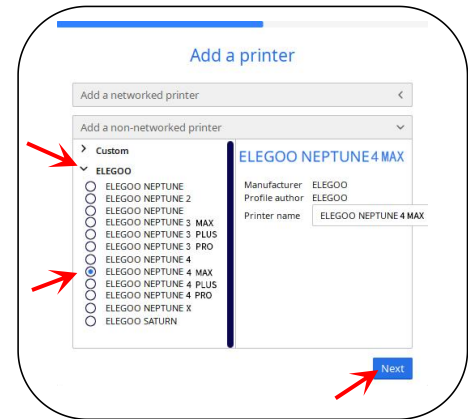 Add a printer
Add a networked printer
Add a non-networked printer
Custom
ELEGOO
ELEGOO NEPTUNE
ELEGOO NEPTUNE 2
ELEGOO NEPTUNE
ELEGOO NEPTUNE 3 MAX
ELEGOO NEPTUNE 3 PLUS
ELEGOO NEPTUNE 3 PRO
ELEGOO NEPTUNE 4
ELEGOO NEPTUNE 4 MAX
ELEGOO NEPTUNE 4 PLUS
ELEGOO NEPTUNE 4 PRO
ELEGOO NEPTUNE X
ELEGOO SATURN
ELEGOO NEPTUNE4 MAX
Manufacturer ELEGOO
Profile author ELEGOO
Printer name ELEGOO NEPTUNE 4 MAX
Next